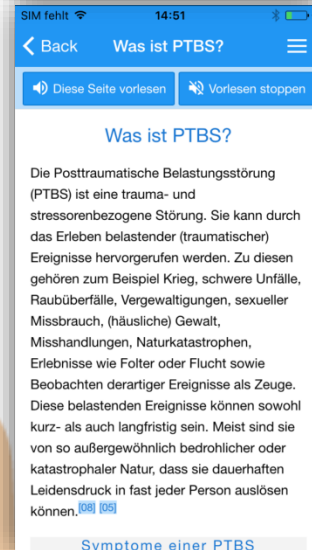 SIM fehlt 14:51
Back Was ist PTBS?
Diese Seite vorlesen Vorlesen stoppen
Was ist PTBS?
Die Posttraumatische Belastungsstörung
(PTBS) ist eine trauma- und
stressorenbezogene Störung. Sie kann durch
das Erleben belastender (traumatischer)
Ereignisse hervorgerufen werden. Zu diesen
gehören zum Beispiel Krieg, schwere Unfälle,
Raubüberfälle, Vergewaltigungen, sexueller
Missbrauch, (häusliche) Gewalt,
Misshandlungen, Naturkatastrophen,
Erlebnisse wie Folter oder Flucht sowie
Beobachten derartiger Ereignisse als Zeuge.
Diese belastenden Ereignisse können sowohl
kurz- als auch langfristig sein. Meist sind sie
von so außergewöhnlich bedrohlicher oder
katastrophaler Natur, dass sie dauerhaften
Leidensdruck in fast jeder Person auslösen
können.[08] [05]
Symptome einer PTBS